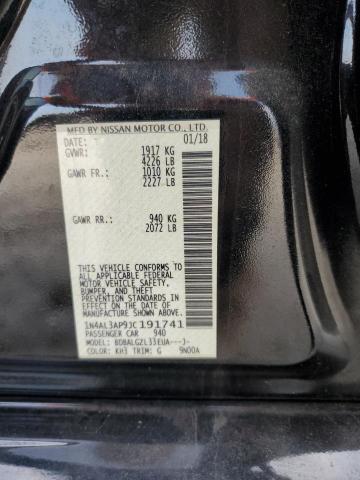 MFD BY NISSAN MOTOR CO., LTD.
DATE: 01/18
GVWR: 1917 KG
4226 LB
GAWR FR: 1010 KG
2227 LB
GAWR RR: 940 KG
2072 LB
THIS VEHICLE CONFORMS TO ALL
APPLICABLE FEDERAL MOTOR
MOTOR VEHICLE SAFETY,
BUMPER, AND THEFT
PREVENTION STANDARDS IN
EFFECT ON THE DATE OF
MANUFACTURE SHOWN ABOVE.
1N4AL3AP9JC191741
PASSENGER CAR 940
MODEL: BDBALGZL33EUA---J-
COLOR: KH3 TRIM: G 9N00A